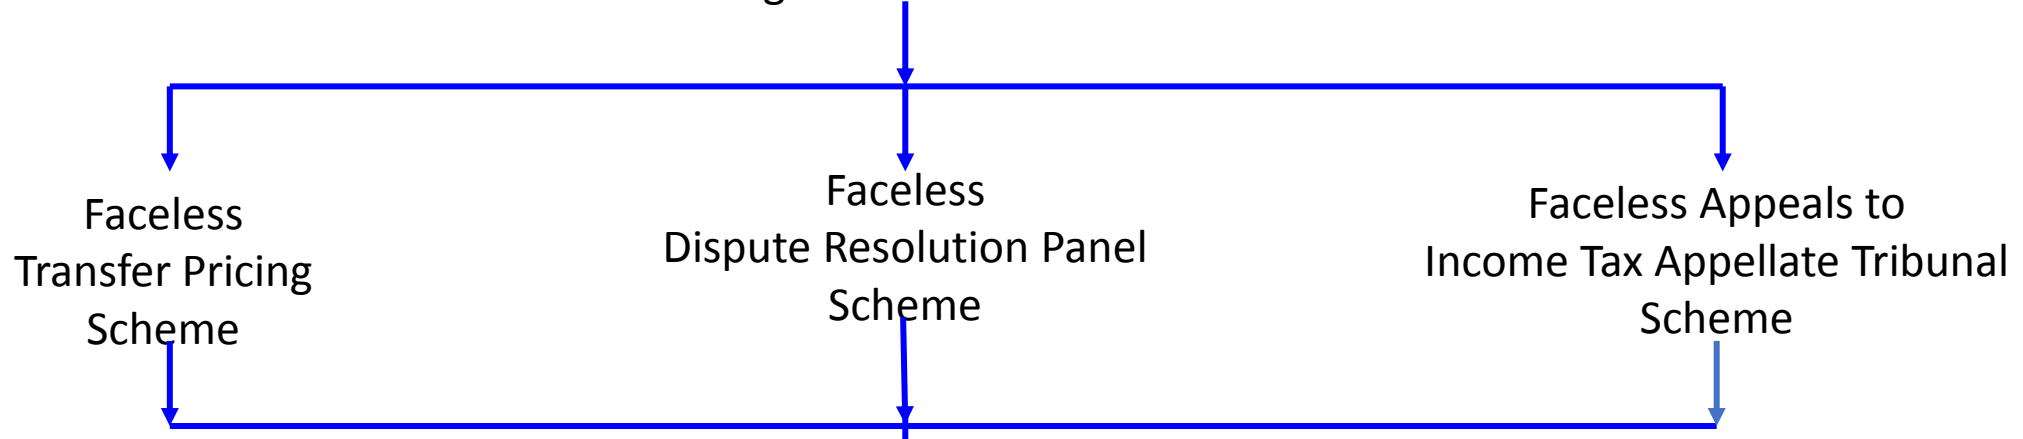 Faceless
Transfer Pricing
Scheme
Faceless
Dispute Resolution Panel
Scheme
Faceless Appeals to
Income Tax Appellate Tribunal
Scheme